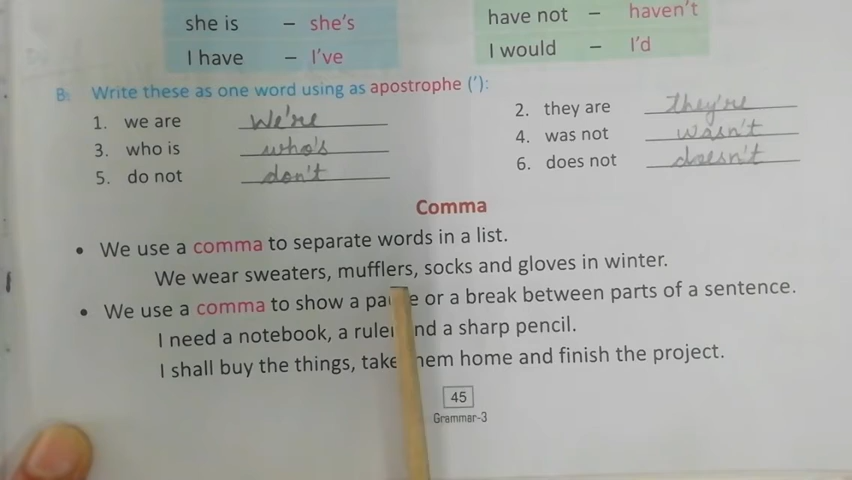 she is – she's have not – haven't
I have – I've I would – I'd
B. Write these as one word using as apostrophe ('):
1. we are We're 2. they are they're
3. who is who's 4. was not wasn't
5. do not don't 6. does not doesn't
Comma
• We use a comma to separate words in a list.
We wear sweaters, mufflers, socks and gloves in winter.
• We use a comma to show a or a break between parts of a sentence.
I need a notebook, a and a sharp pencil.
I shall buy the things, take home and finish the project.
45
Grammar-3